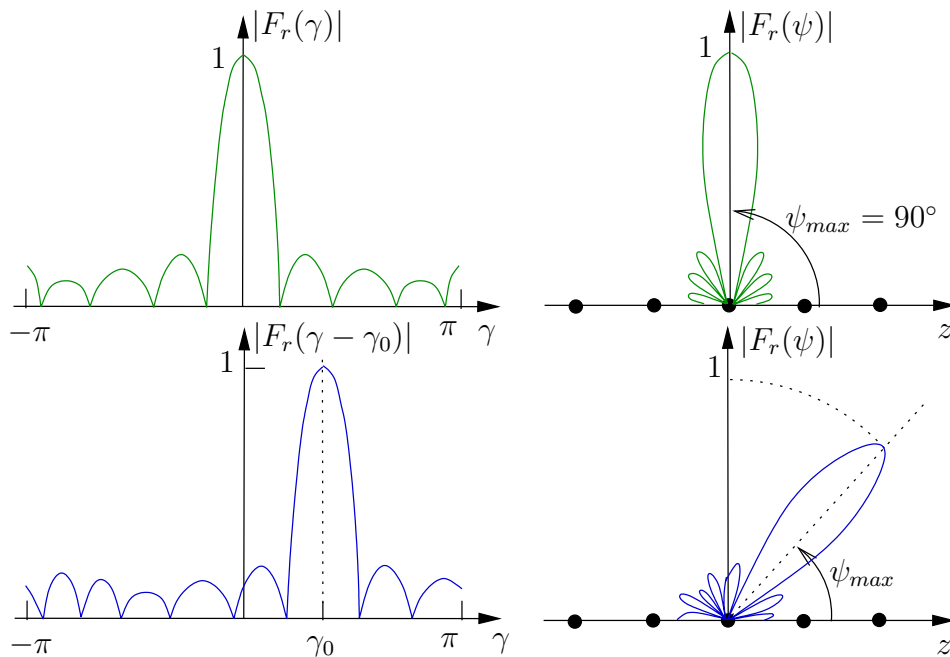 |F_r(γ)|
1
−π
π
γ
|F_r(ψ)|
1
ψ_max = 90°
z
|F_r(γ − γ_0)|
1
−π
γ_0
π
γ
|F_r(ψ)|
1
ψ_max
z